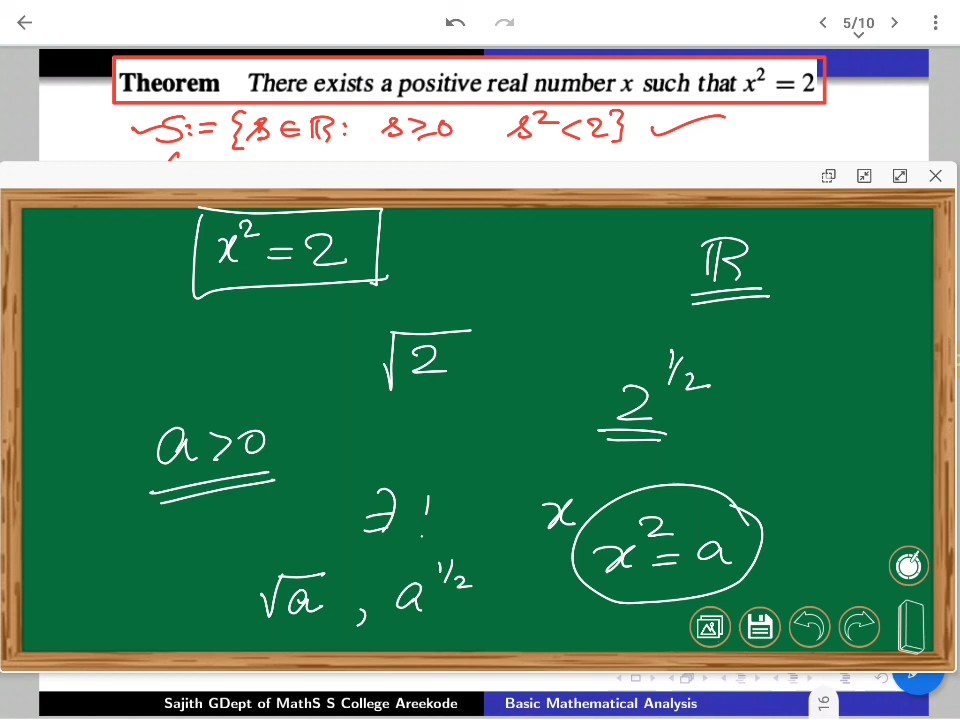 5/10
Theorem There exists a positive real number x such that x² = 2
S := {s ∈ ℝ : s ≥ 0 s² < 2}
x² = 2
ℝ
√2
2^{1/2}
a > 0
∃ ! x x² = a
√a , a^{1/2}
Sajith GDept of MathS S College Areekode Basic Mathematical Analysis 16